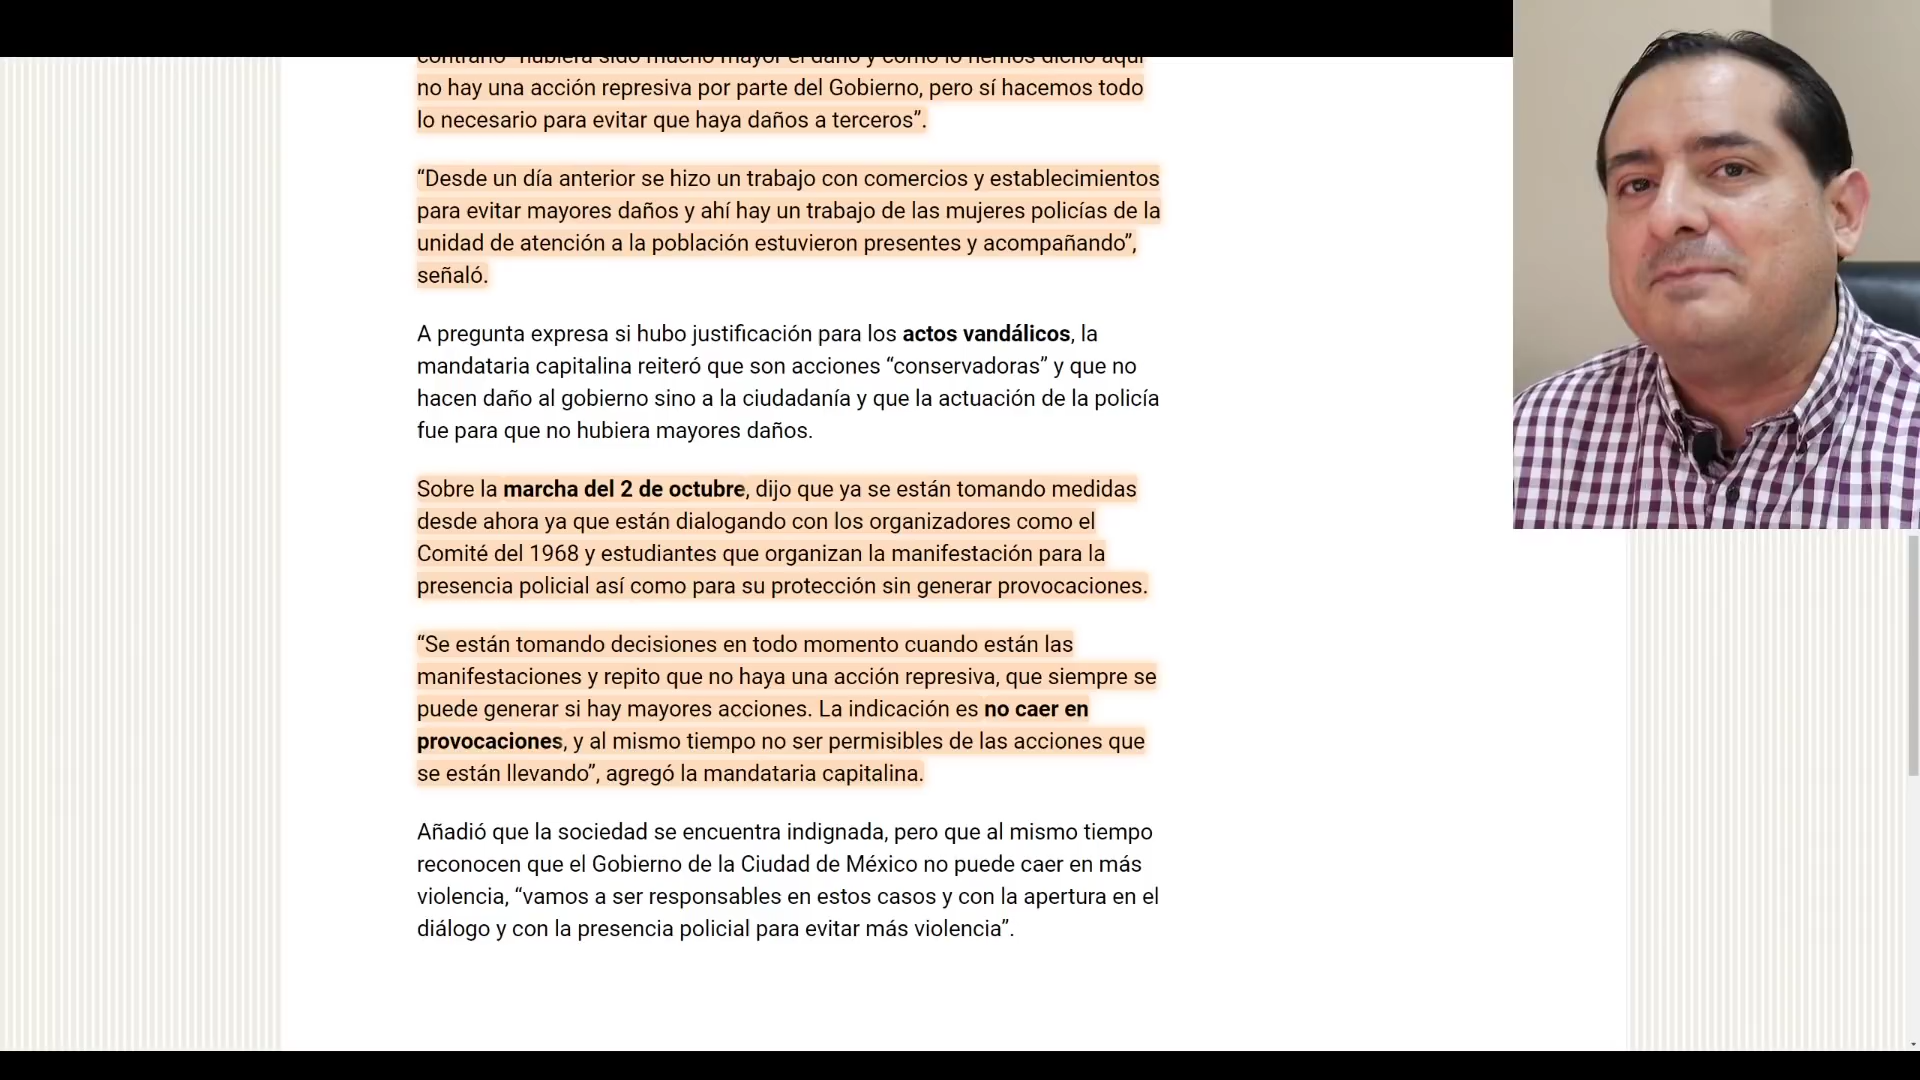 contrario “hubiera sido mucho mayor el daño y como lo hemos dicho aquí
no hay una acción represiva por parte del Gobierno, pero sí hacemos todo
lo necesario para evitar que haya daños a terceros”.
“Desde un día anterior se hizo un trabajo con comercios y establecimientos
para evitar mayores daños y ahí hay un trabajo de las mujeres policías de la
unidad de atención a la población estuvieron presentes y acompañando”,
señaló.
A pregunta expresa si hubo justificación para los actos vandálicos, la
mandataria capitalina reiteró que son acciones “conservadoras” y que no
hacen daño al gobierno sino a la ciudadanía y que la actuación de la policía
fue para que no hubiera mayores daños.
Sobre la marcha del 2 de octubre, dijo que ya se están tomando medidas
desde ahora ya que están dialogando con los organizadores como el
Comité del 1968 y estudiantes que organizan la manifestación para la
presencia policial así como para su protección sin generar provocaciones.
“Se están tomando decisiones en todo momento cuando están las
manifestaciones y repito que no haya una acción represiva, que siempre se
puede generar si hay mayores acciones. La indicación es no caer en
provocaciones, y al mismo tiempo no ser permisibles de las acciones que
se están llevando”, agregó la mandataria capitalina.
Añadió que la sociedad se encuentra indignada, pero que al mismo tiempo
reconocen que el Gobierno de la Ciudad de México no puede caer en más
violencia, “vamos a ser responsables en estos casos y con la apertura en el
diálogo y con la presencia policial para evitar más violencia”.